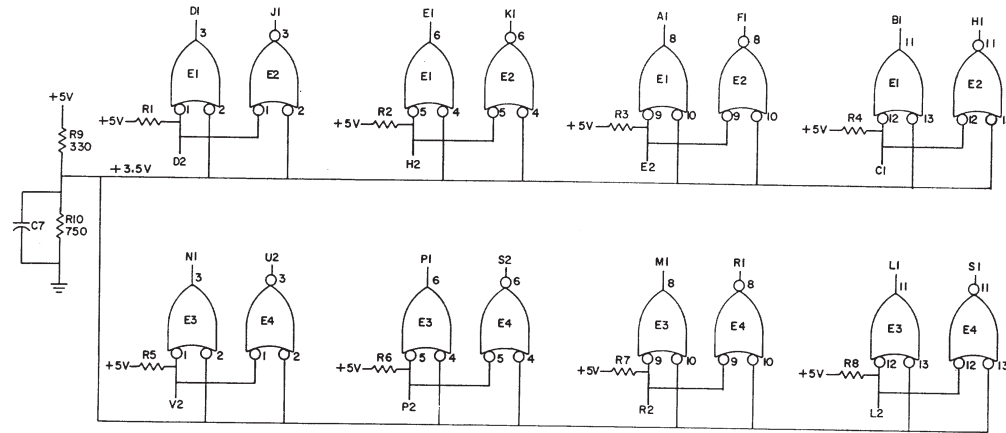 D1 J1 E1 K1 A1 F1 B1 H1
3 3 6 6 8 8 11 11
E1 E2 E1 E2 E1 E2 E1 E2
+5V R1 1 2 1 2 +5V R2 5 4 5 4 +5V R3 9 10 9 10 +5V R4 12 13 12
+5V
R9
330
D2 H2 E2 C1
+3.5V
C7 R10
750
N1 U2 P1 S2 M1 R1 L1 S1
3 3 6 6 8 8 11 11
E3 E4 E3 E4 E3 E4 E3 E4
+5V R5 1 2 1 2 +5V R6 5 4 5 4 +5V R7 9 10 9 10 +5V R8 12 13 12 13
V2 P2 R2 L2